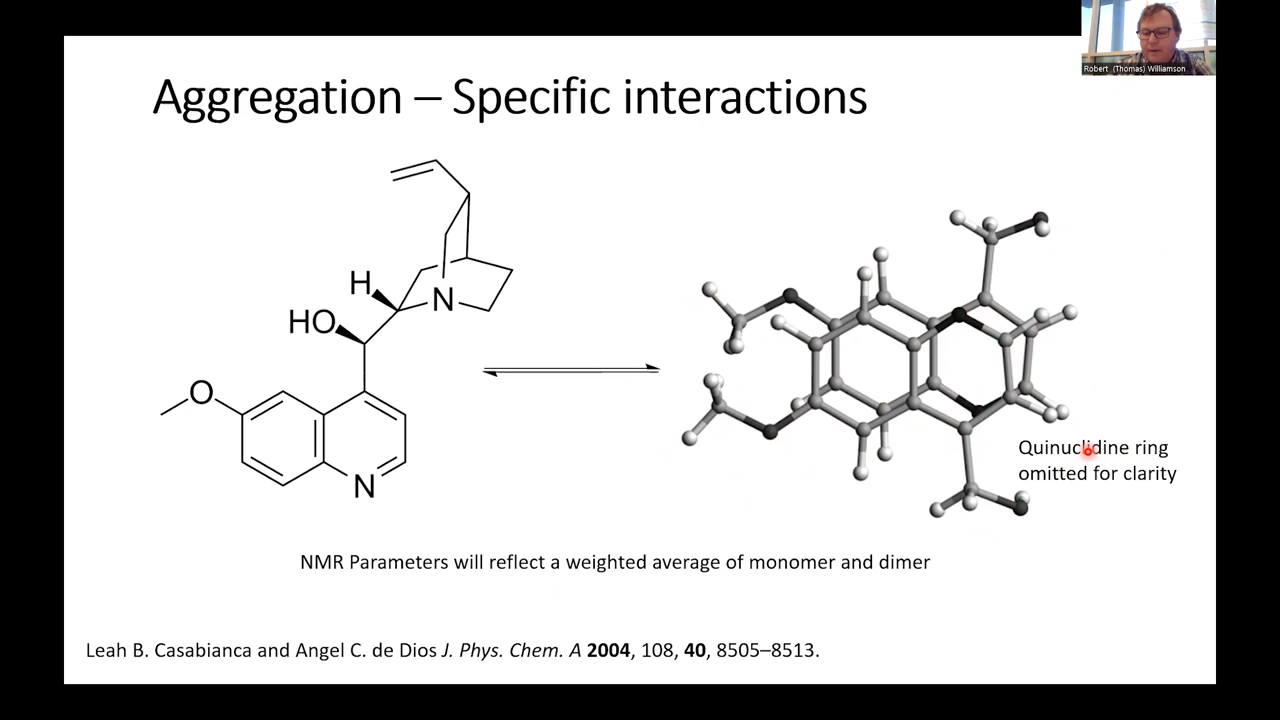 Robert (Thomas) Williamson
Aggregation – Specific interactions
H
HO
N
O
N
Quinuclidine ring
omitted for clarity
NMR Parameters will reflect a weighted average of monomer and dimer
Leah B. Casabianca and Angel C. de Dios J. Phys. Chem. A 2004, 108, 40, 8505–8513.